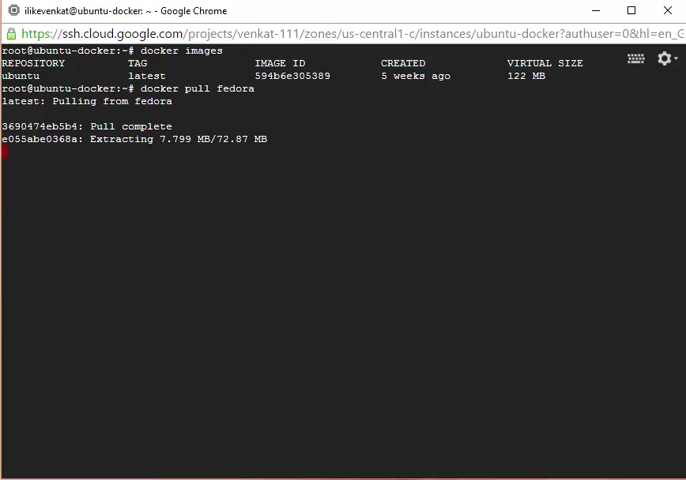 ilikevenkat@ubuntu-docker: ~ - Google Chrome
https://ssh.cloud.google.com/projects/venkat-111/zones/us-central1-c/instances/ubuntu-docker?authuser=0&hl=en_G
root@ubuntu-docker:~# docker images
REPOSITORY TAG IMAGE ID CREATED VIRTUAL SIZE
ubuntu latest 594b6e305389 5 weeks ago 122 MB
root@ubuntu-docker:~# docker pull fedora
latest: Pulling from fedora
3690474eb5b4: Pull complete
e055abe0368a: Extracting 7.799 MB/72.87 MB